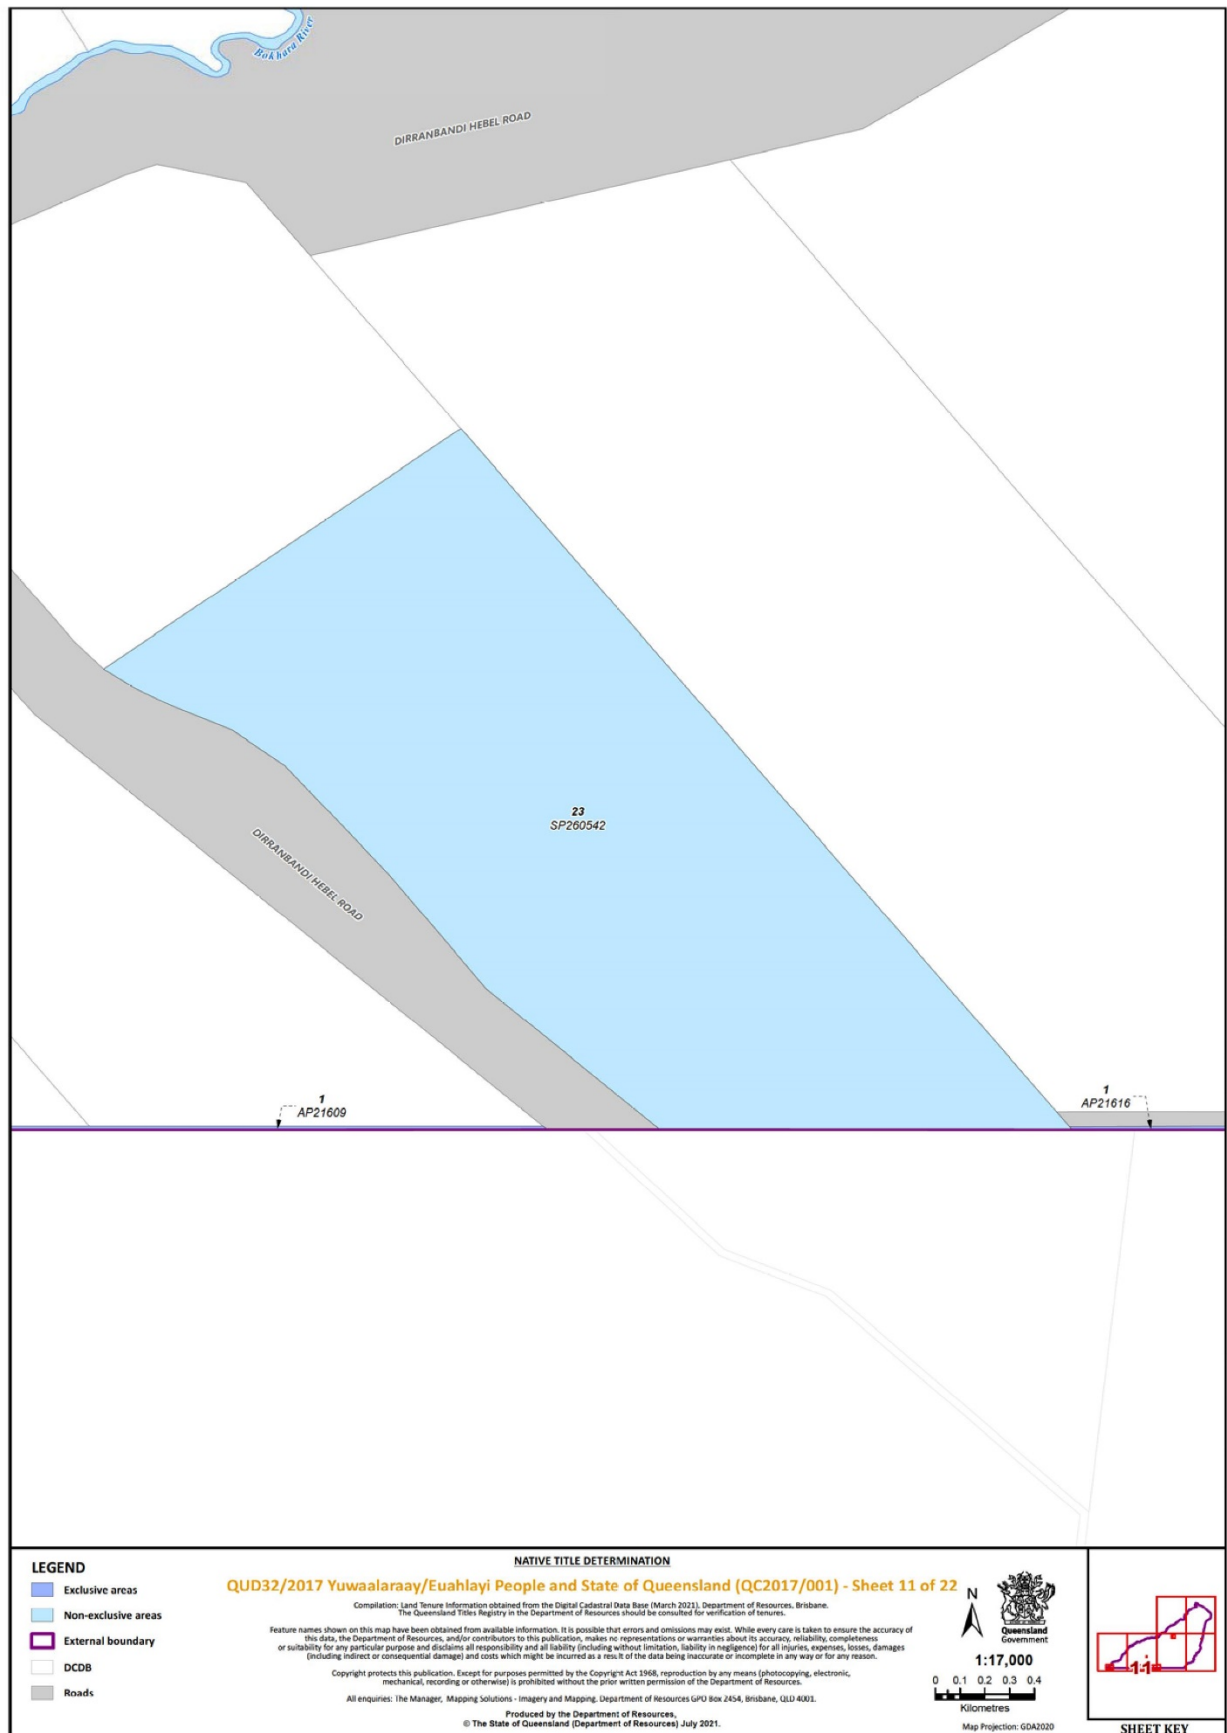 Bokhara River
DIRRANBANDI HEBEL ROAD
23
SP260542
DIRRANBANDI HEBEL ROAD
1
AP21609
1
AP21616
LEGEND
Exclusive areas
Non-exclusive areas
External boundary
DCDB
Roads
NATIVE TITLE DETERMINATION
QUD32/2017 Yuwaalaraay/Euahlayi People and State of Queensland (QC2017/001) - Sheet 11 of 22
Compilation: Land Tenure Information obtained from the Digital Cadastral Data Base (March 2021), Department of Resources, Brisbane.
The Queensland Titles Registry in the Department of Resources should be consulted for verification of tenures.
Feature names shown on this map have been obtained from available information. It is possible that errors and omissions may exist. While every care is taken to ensure the accuracy of
this data, the Department of Resources, and/or contributors to this publication, makes no representations or warranties about its accuracy, reliability, completeness
or suitability for any particular purpose and disclaims all responsibility and all liability (including without limitation, liability in negligence) for all injuries, expenses, losses, damages
(including indirect or consequential damage) and costs which might be incurred as a result of the data being inaccurate or incomplete in any way or for any reason.
Copyright protects this publication. Except for purposes permitted by the Copyright Act 1968, reproduction by any means (photocopying, electronic,
mechanical, recording or otherwise) is prohibited without the prior written permission of the Department of Resources.
All enquiries: The Manager, Mapping Solutions - Imagery and Mapping, Department of Resources GPO Box 2454, Brisbane, QLD 4001.
Produced by the Department of Resources,
© The State of Queensland (Department of Resources) July 2021.
N
Queensland
Government
1:17,000
0 0.1 0.2 0.3 0.4
Kilometres
Map Projection: GDA2020
11
SHEET KEY